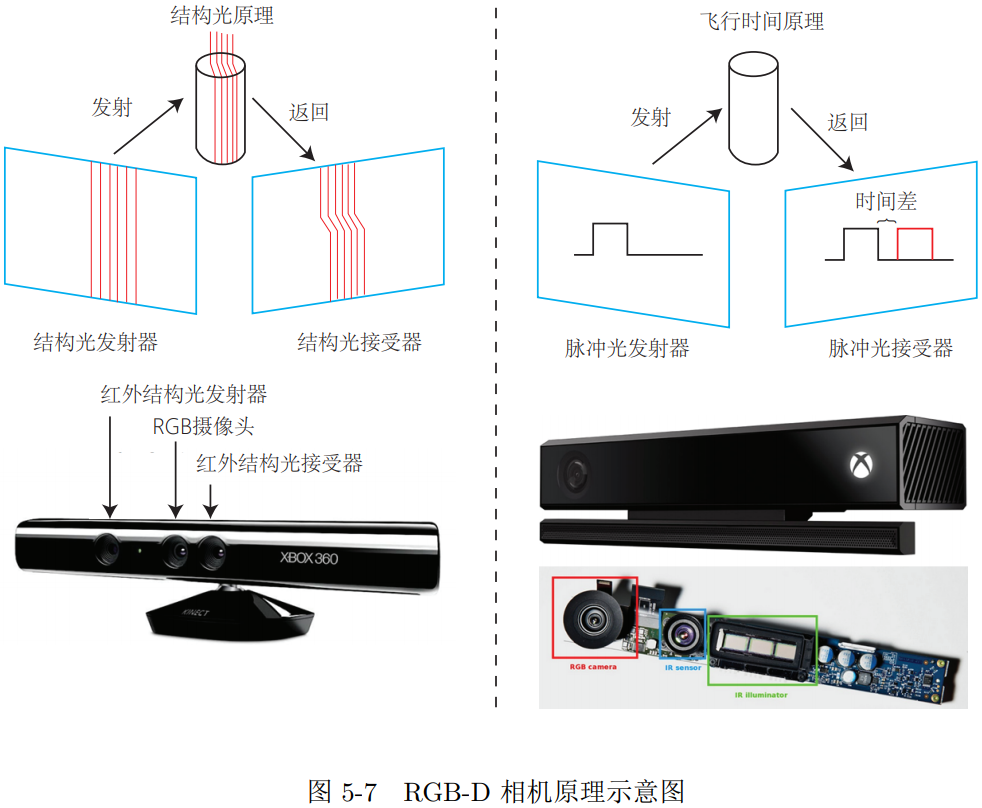 结构光原理
发射
返回
结构光发射器
结构光接受器
红外结构光发射器
RGB摄像头
红外结构光接受器
XBOX 360
KINECT
飞行时间原理
发射
返回
时间差
脉冲光发射器
脉冲光接受器
RGB camera
IR sensor
IR illuminator
图 5-7 RGB-D 相机原理示意图